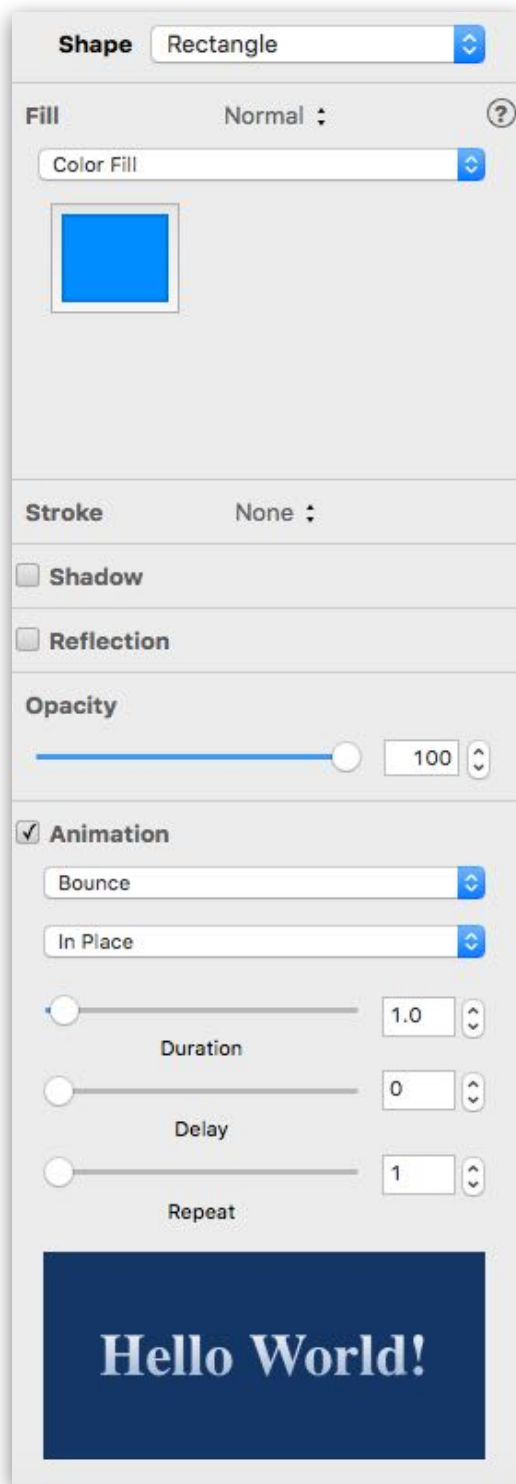 Shape Rectangle
Fill Normal ?
Color Fill
Stroke None
Shadow
Reflection
Opacity
100
Animation
Bounce
In Place
1.0
Duration
0
Delay
1
Repeat
Hello World!